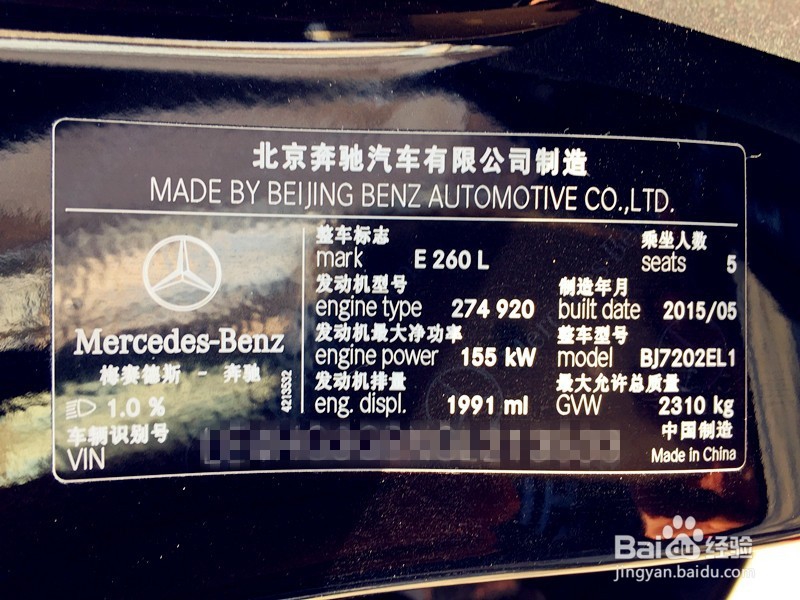 北京奔驰汽车有限公司制造
MADE BY BEIJING BENZ AUTOMOTIVE CO.,LTD.
Mercedes-Benz
梅赛德斯 - 奔驰
1.0 %
4213532
整车标志
mark E 260 L
乘坐人数
seats 5
发动机型号
engine type 274 920
制造年月
built date 2015/05
发动机最大净功率
engine power 155 kW
整车型号
model BJ7202EL1
发动机排量
eng. displ. 1991 ml
最大允许总质量
GVW 2310 kg
车辆识别号
VIN
中国制造
Made in China
Baidu经验
jingyan.baidu.com